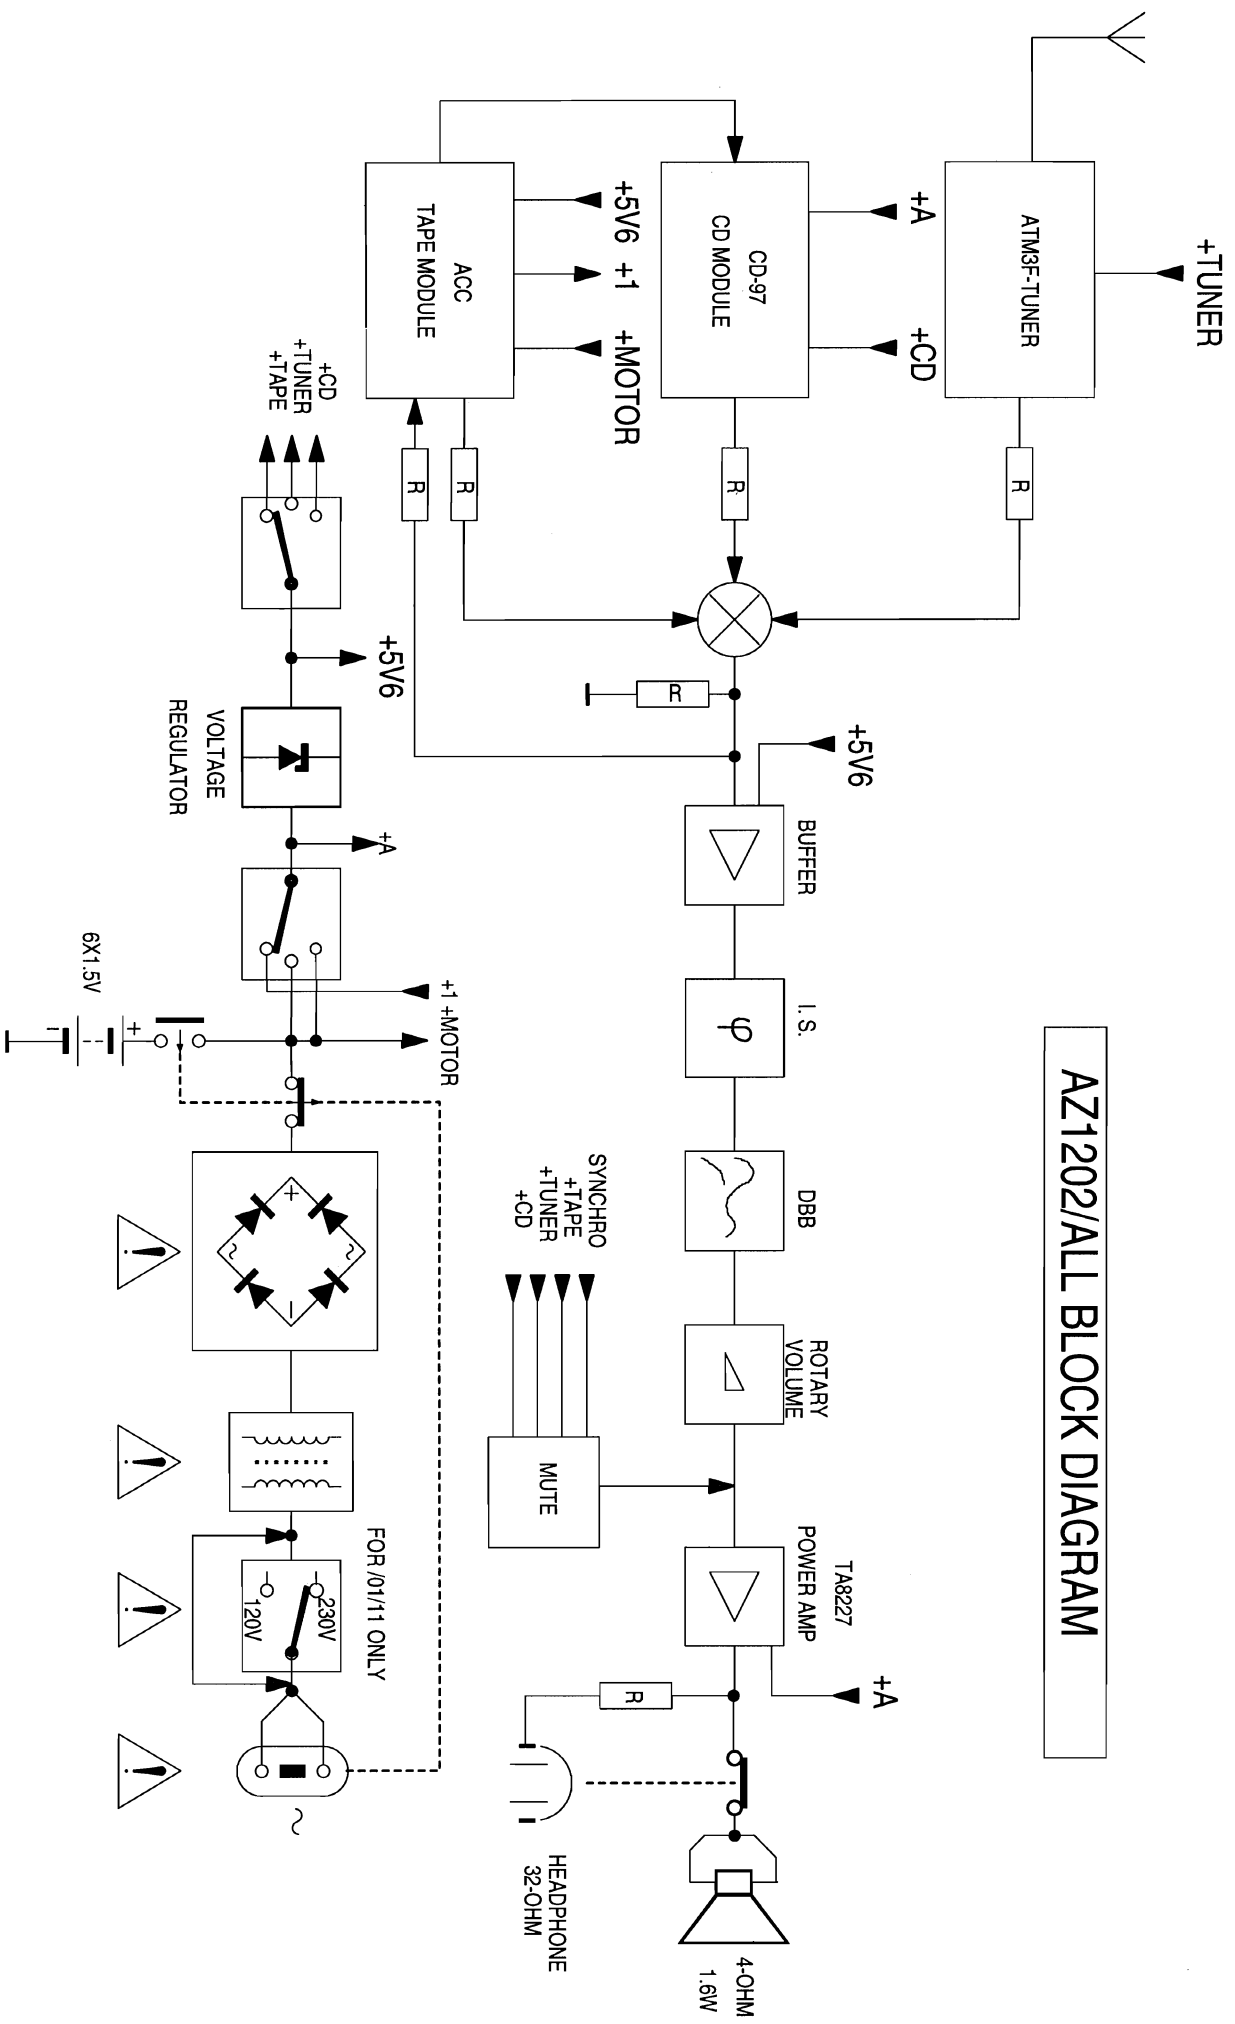 AZ1202/ALL BLOCK DIAGRAM
+TUNER
ATM3F-TUNER
R
+A
+CD
CD-97
CD MODULE
R
+5V6
+1
+MOTOR
ACC
TAPE MODULE
R
R
R
+5V6
BUFFER
I. S.
φ
DBB
ROTARY
VOLUME
TA8227
POWER AMP
+A
4-OHM
1.6W
R
HEADPHONE
32-OHM
SYNCHRO
+TAPE
+TUNER
+CD
MUTE
+CD
+TUNER
+TAPE
+5V6
VOLTAGE
REGULATOR
+A
+1 +MOTOR
6X1.5V
+
-
+
~
~
-
FOR /01/11 ONLY
230V
120V
~
!
!
!
!